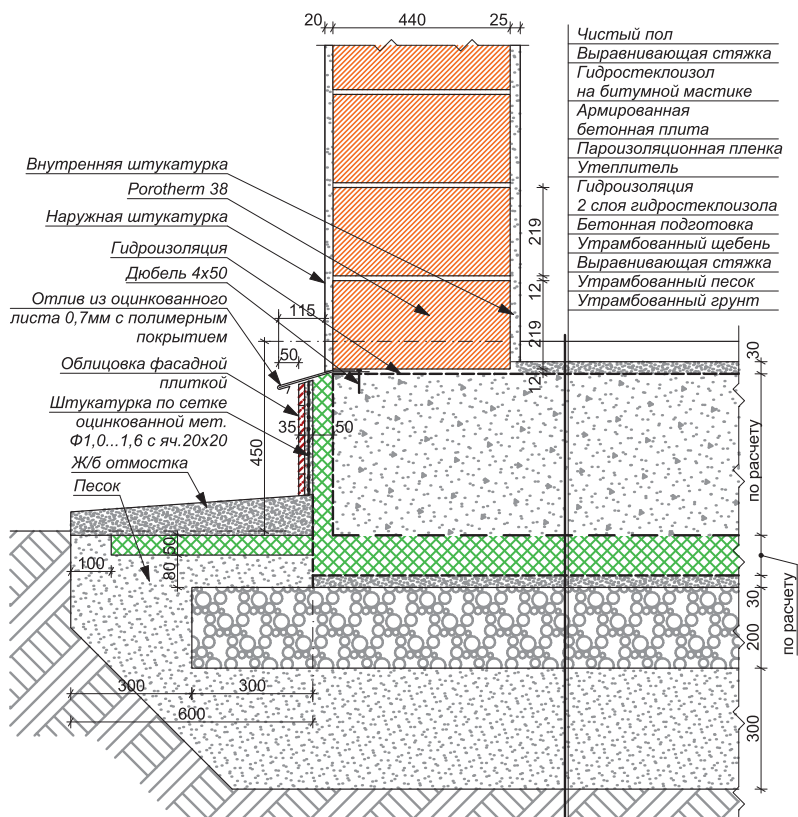 20
440
25
Чистый пол
Выравнивающая стяжка
Гидростеклоизол
на битумной мастике
Армированная
бетонная плита
Пароизоляционная пленка
Утеплитель
Гидроизоляция
2 слоя гидростеклоизола
Бетонная подготовка
Утрамбованный щебень
Выравнивающая стяжка
Утрамбованный песок
Утрамбованный грунт
Внутренняя штукатурка
Porotherm 38
Наружная штукатурка
Гидроизоляция
Дюбель 4х50
Отлив из оцинкованного
листа 0,7мм с полимерным
покрытием
Облицовка фасадной
плиткой
Штукатурка по сетке
оцинкованной мет.
Ф1,0...1,6 с яч.20х20
Ж/б отмостка
Песок
115
50
35
50
450
219
12
219
12
30
по расчету
по расчету
30
200
300
100
50
80
300
300
600